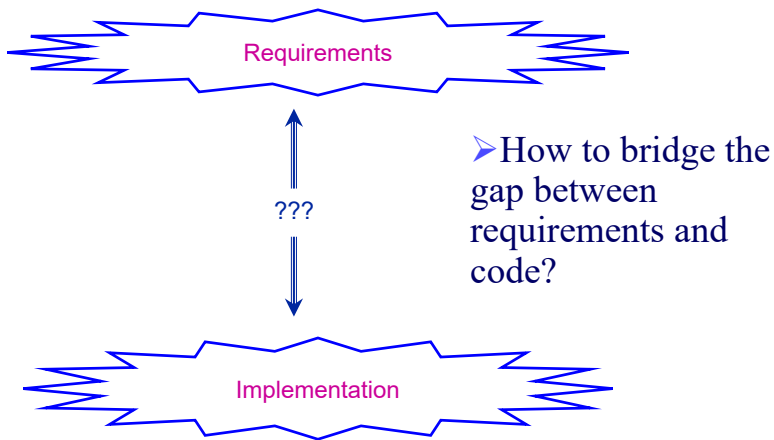 Requirements
???
➢How to bridge the
gap between
requirements and
code?
Implementation